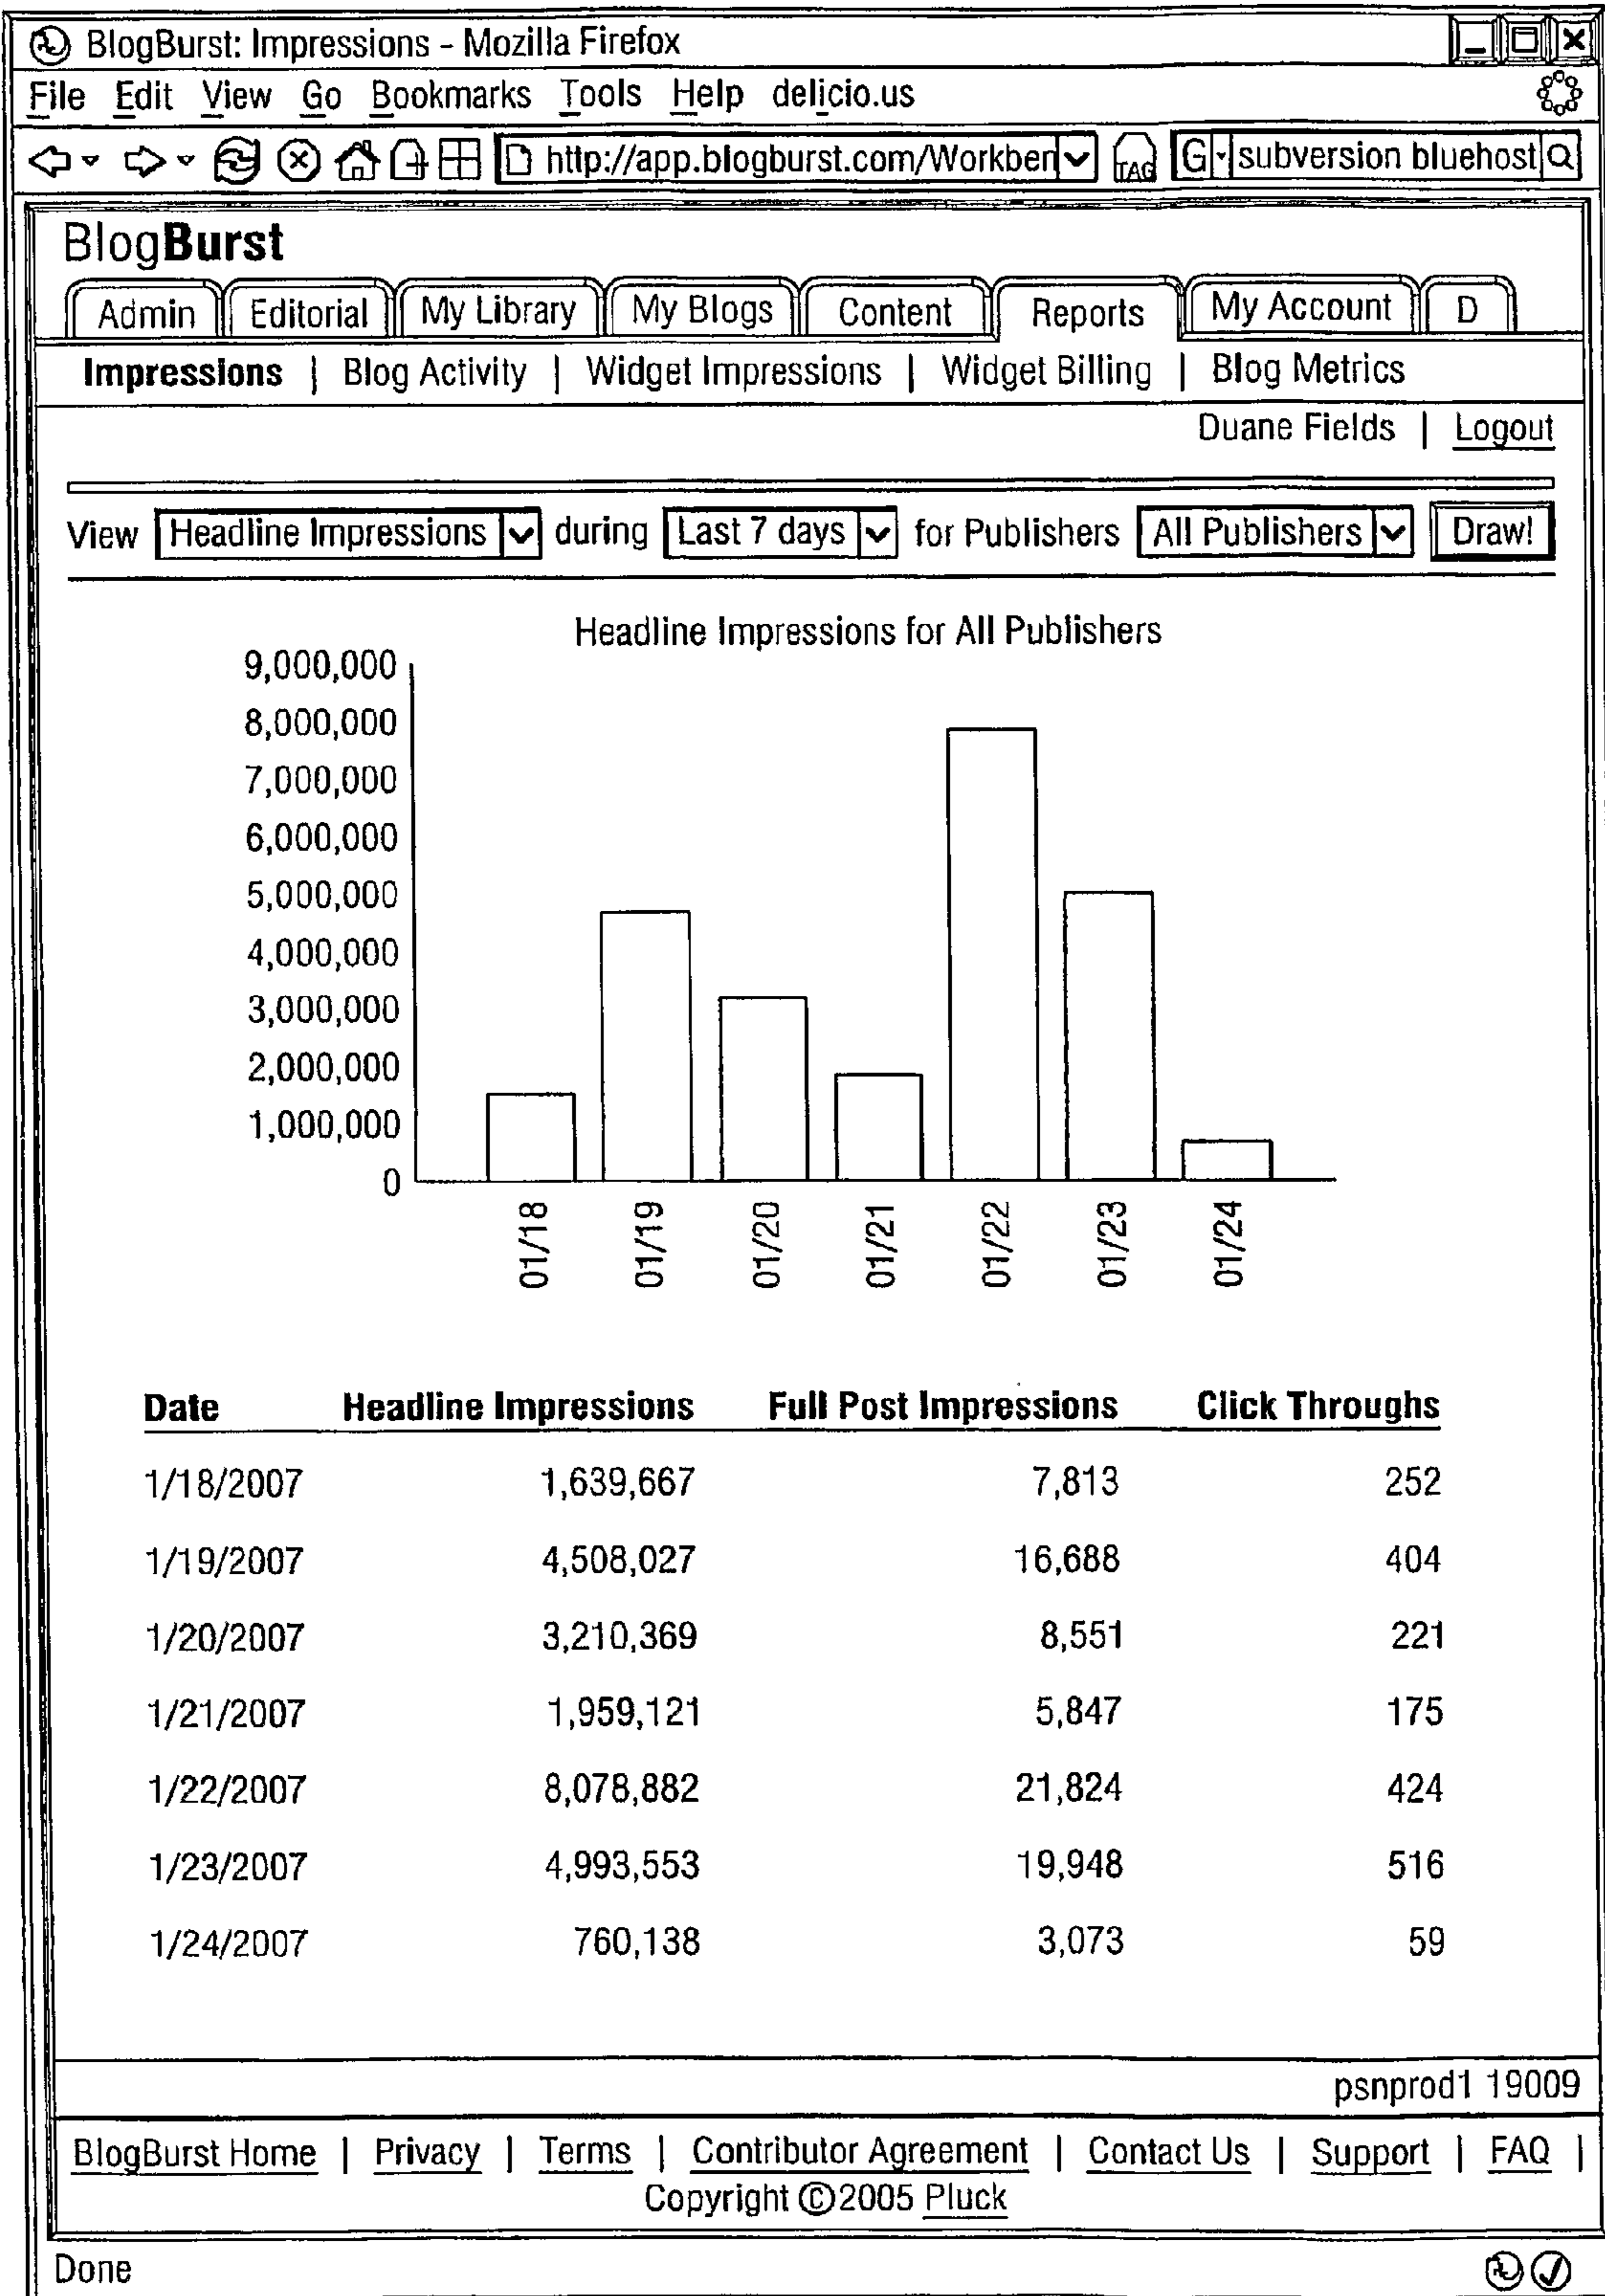 BlogBurst: Impressions - Mozilla Firefox
File Edit View Go Bookmarks Tools Help delicio.us
http://app.blogburst.com/Workben TAG G subversion bluehost
BlogBurst
Admin Editorial My Library My Blogs Content Reports My Account D
Impressions | Blog Activity | Widget Impressions | Widget Billing | Blog Metrics
Duane Fields | Logout
View Headline Impressions during Last 7 days for Publishers All Publishers Draw!
Headline Impressions for All Publishers
9,000,000
8,000,000
7,000,000
6,000,000
5,000,000
4,000,000
3,000,000
2,000,000
1,000,000
0
01/18 01/19 01/20 01/21 01/22 01/23 01/24
Date Headline Impressions Full Post Impressions Click Throughs
1/18/2007 1,639,667 7,813 252
1/19/2007 4,508,027 16,688 404
1/20/2007 3,210,369 8,551 221
1/21/2007 1,959,121 5,847 175
1/22/2007 8,078,882 21,824 424
1/23/2007 4,993,553 19,948 516
1/24/2007 760,138 3,073 59
psnprod1 19009
BlogBurst Home | Privacy | Terms | Contributor Agreement | Contact Us | Support | FAQ |
Copyright ©2005 Pluck
Done